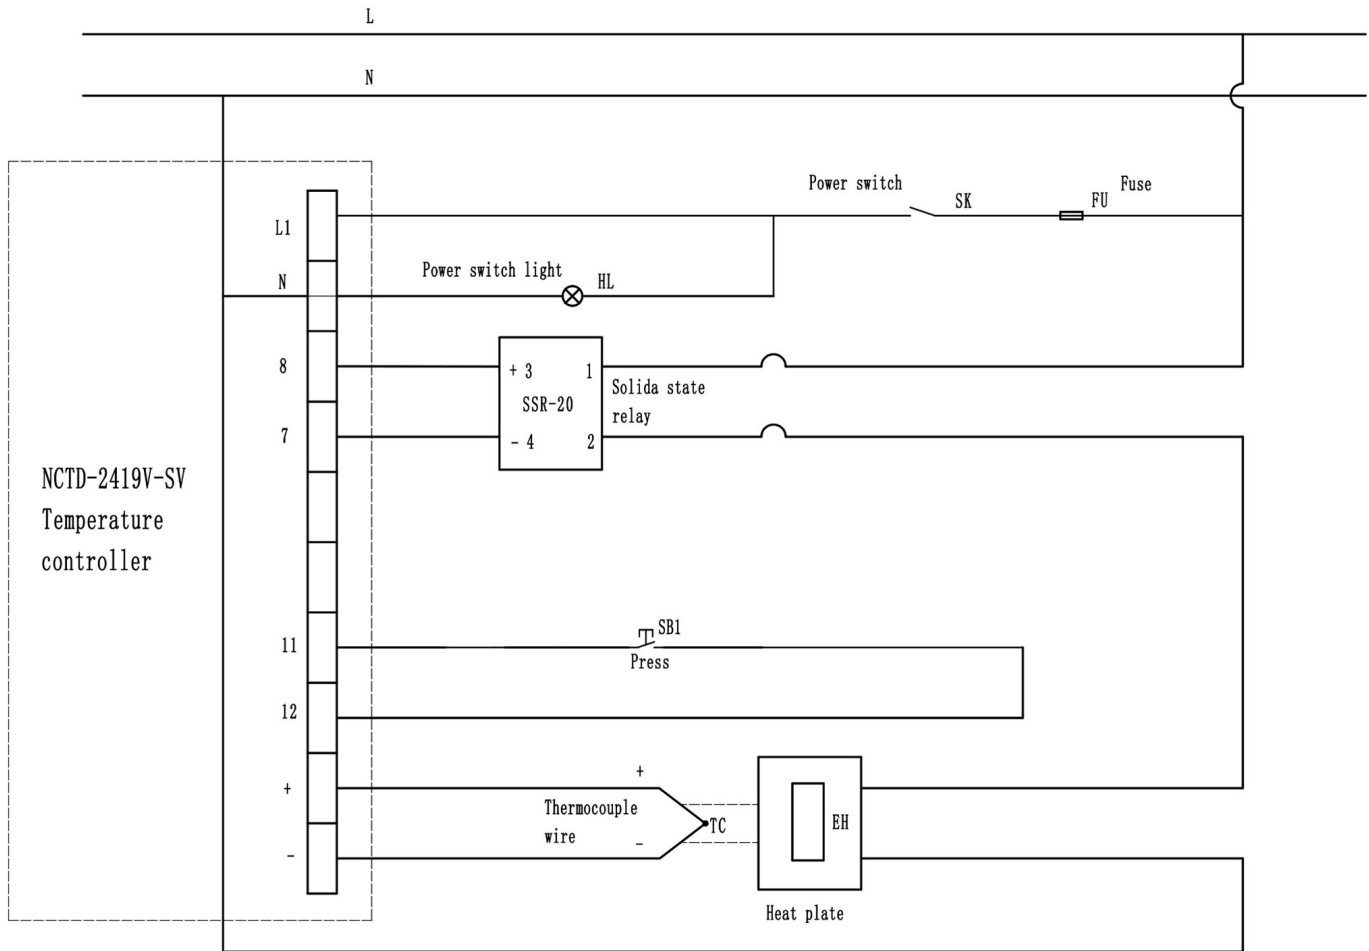 L
N
Power switch
SK
FU
Fuse
L1
Power switch light
HL
N
8
+ 3
1
SSR-20
Solida state
relay
7
- 4
2
NCTD-2419V-SV
Temperature
controller
11
SB1
Press
12
+
+
Thermocouple
wire
TC
EH
-
-
Heat plate